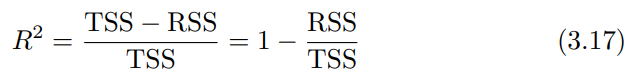 R² = (TSS − RSS) / TSS = 1 − RSS / TSS (3.17)